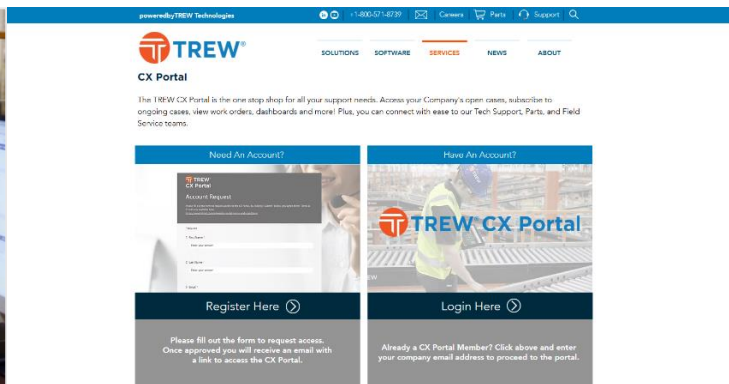 poweredbyTREW Technologies
+1-800-571-8739 Careers Parts Support
TREW®
SOLUTIONS SOFTWARE SERVICES NEWS ABOUT
CX Portal
The TREW CX Portal is the one stop shop for all your support needs. Access your Company's open cases, subscribe to
ongoing cases, view work orders, dashboards and more! Plus, you can connect with ease to our Tech Support, Parts, and Field
Service teams.
Need An Account?
TREW
CX Portal
Account Request
Register Here
Please fill out the form to request access.
Once approved you will receive an email with
a link to access the CX Portal.
Have An Account?
TREW® CX Portal
Login Here
Already a CX Portal Member? Click above and enter
your company email address to proceed to the portal.